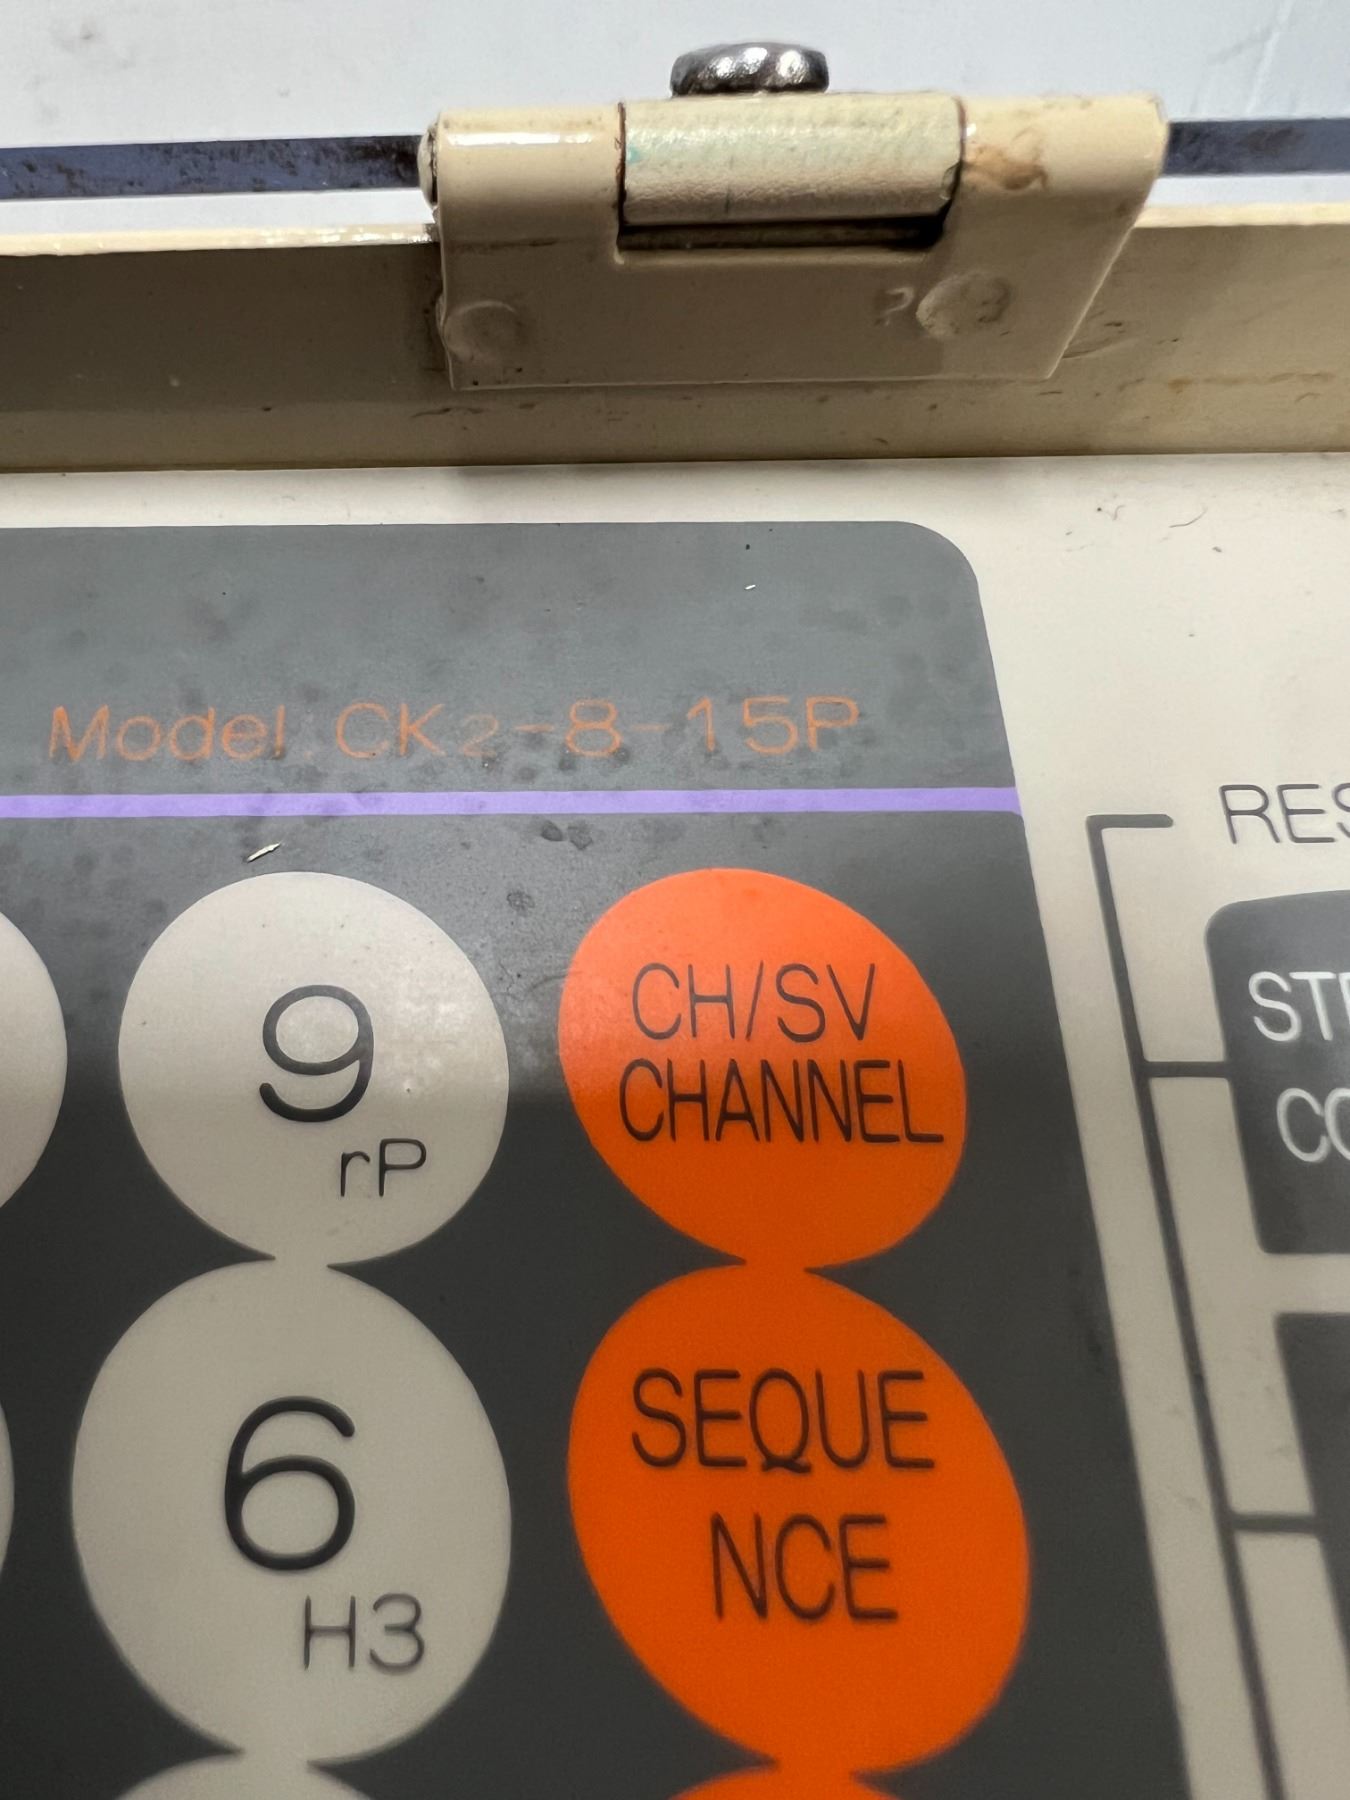 Model CK2-8-15P
RES
9
rP
CH/SV
CHANNEL
6
H3
SEQUE
NCE